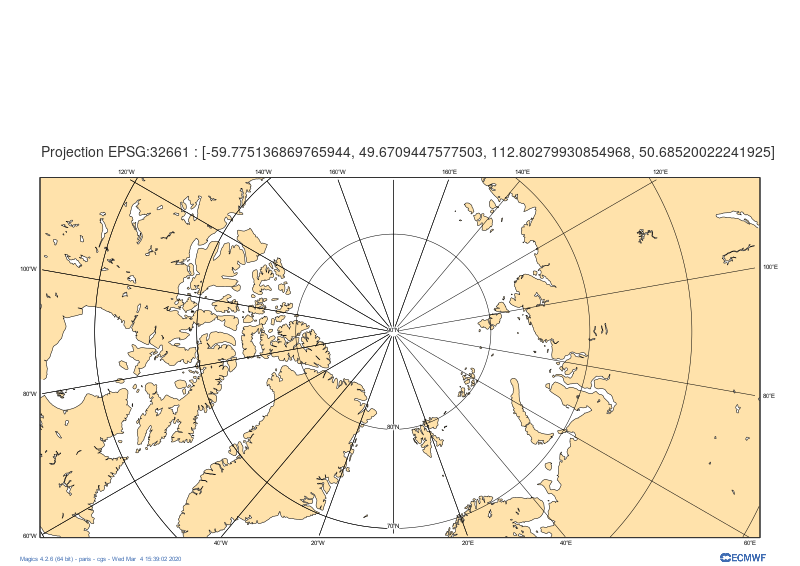 Projection EPSG:32661 : [-59.775136869765944, 49.6709447577503, 112.80279930854968, 50.68520022241925]
120°W 140°W 160°W 160°E 140°E 120°E
100°W 100°E
80°W 80°E
80°N
70°N
60°W 40°W 20°W 20°E 40°E 60°E
Magics 4.2.6 (64 bit) - paris - cgs - Wed Mar 4 15:39:02 2020
ECMWF